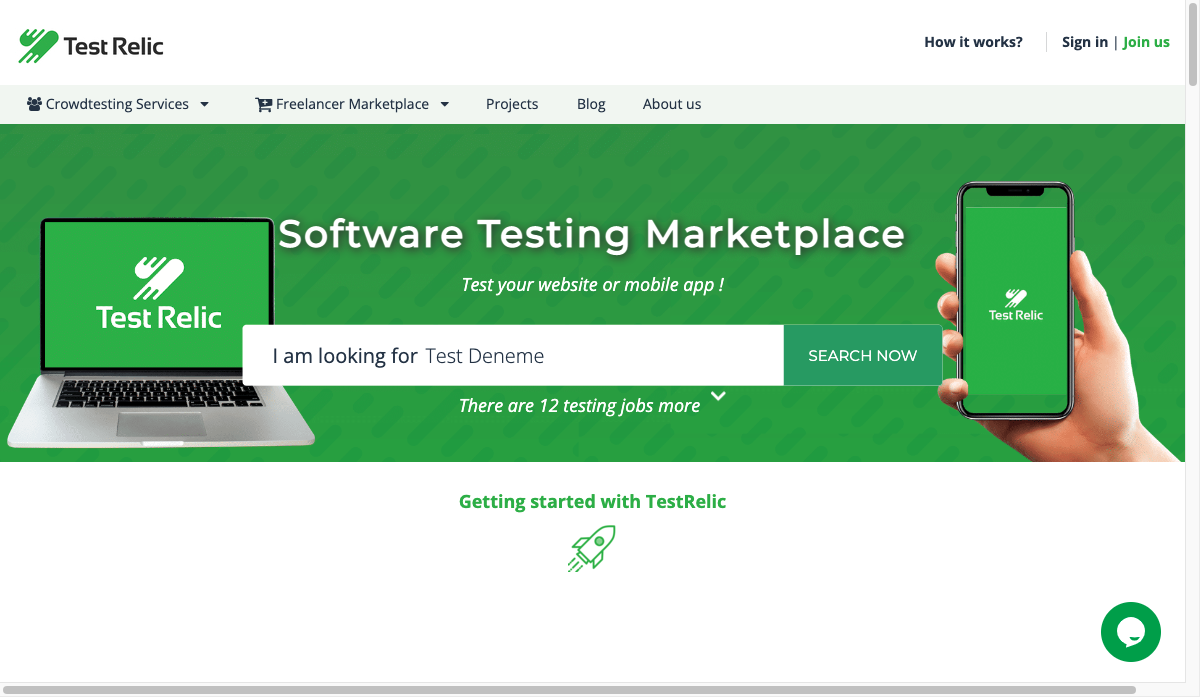 Test Relic
How it works?
Sign in | Join us
Crowdtesting Services
Freelancer Marketplace
Projects
Blog
About us
Software Testing Marketplace
Test your website or mobile app !
Test Relic
Test Relic
I am looking for Test Deneme
SEARCH NOW
There are 12 testing jobs more
Getting started with TestRelic